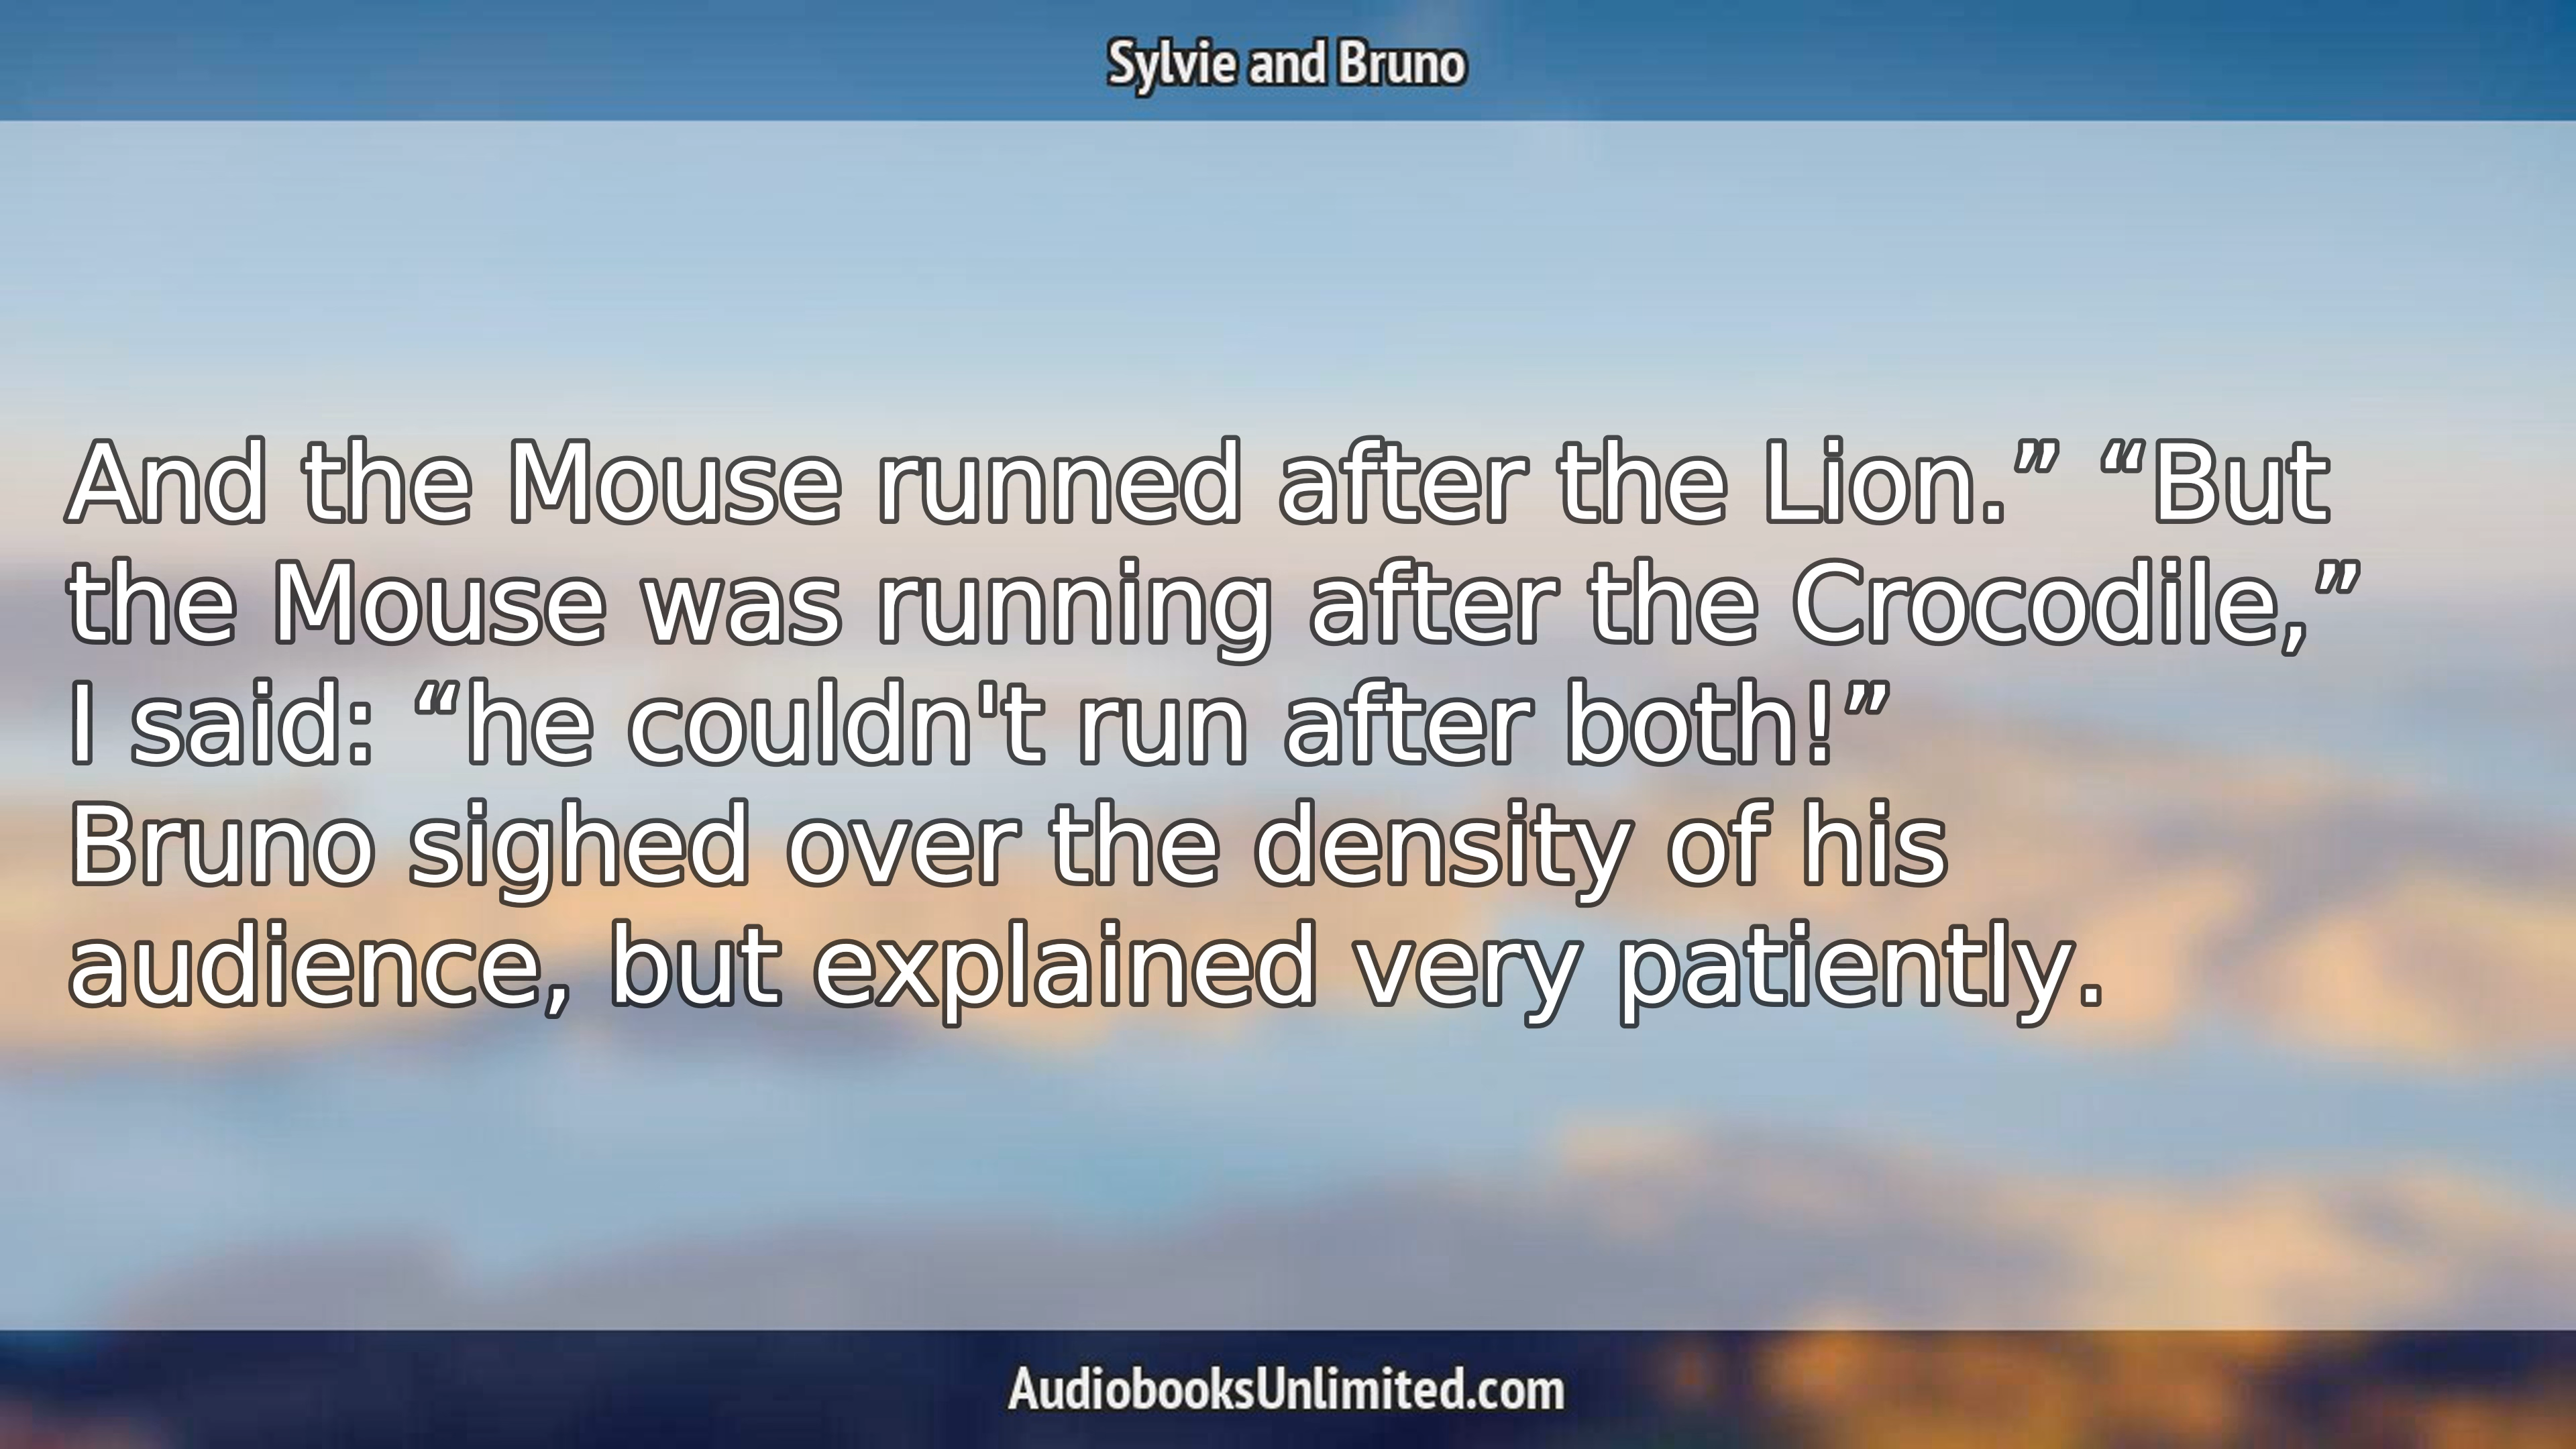 Sylvie and Bruno
And the Mouse runned after the Lion.” “But
the Mouse was running after the Crocodile,”
I said: “he couldn't run after both!”
Bruno sighed over the density of his
audience, but explained very patiently.
AudiobooksUnlimited.com